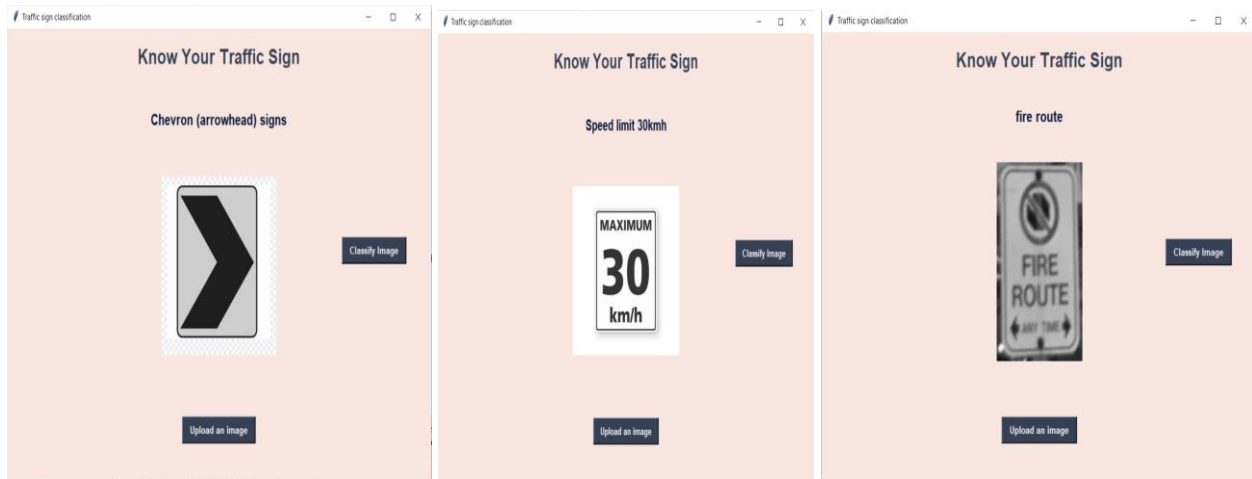 Traffic sign classification
Know Your Traffic Sign
Chevron (arrowhead) signs
Classify Image
Upload an image
Traffic sign classification
Know Your Traffic Sign
Speed limit 30kmh
MAXIMUM
30
km/h
Classify Image
Upload an image
Traffic sign classification
Know Your Traffic Sign
fire route
FIRE
ROUTE
ANY TIME
Classify Image
Upload an image